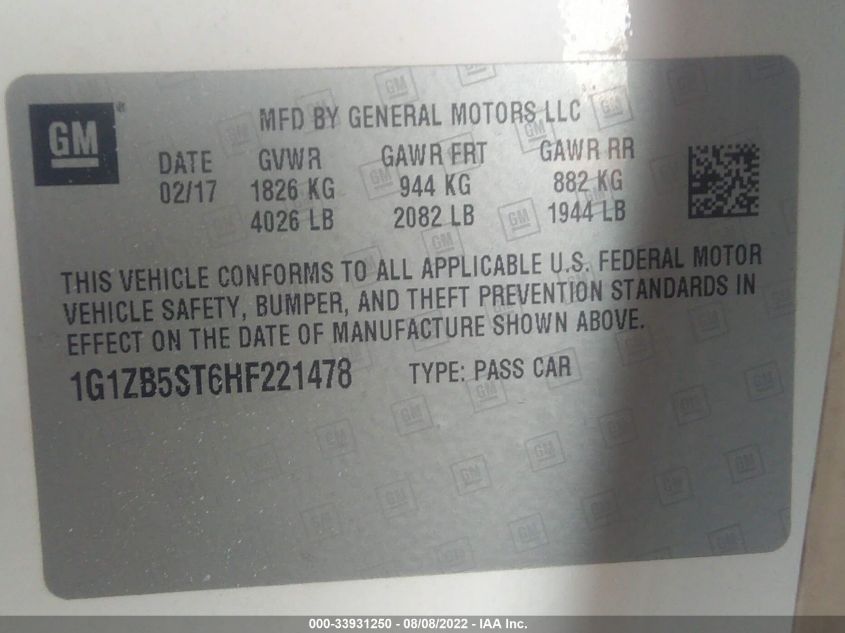 GM
MFD BY GENERAL MOTORS LLC
DATE GVWR GAWR FRT GAWR RR
02/17 1826 KG 944 KG 882 KG
4026 LB 2082 LB 1944 LB
THIS VEHICLE CONFORMS TO ALL APPLICABLE U.S. FEDERAL MOTOR
VEHICLE SAFETY, BUMPER, AND THEFT PREVENTION STANDARDS IN
EFFECT ON THE DATE OF MANUFACTURE SHOWN ABOVE.
1G1ZB5ST6HF221478 TYPE: PASS CAR
000-33931250 - 08/08/2022 - IAA Inc.